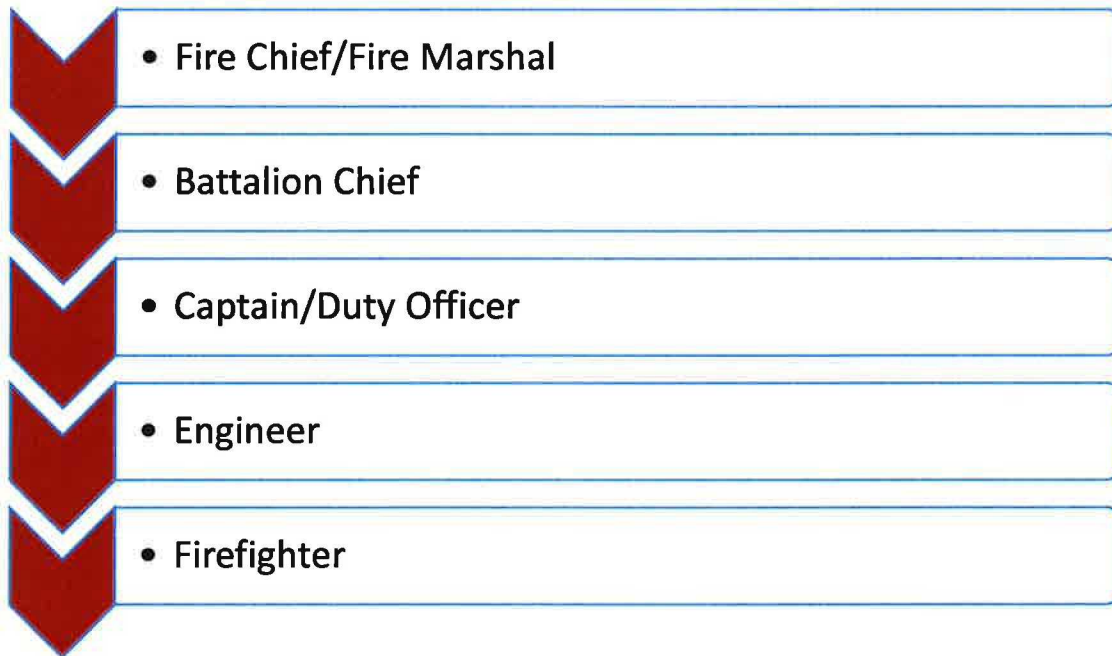 • Fire Chief/Fire Marshal
• Battalion Chief
• Captain/Duty Officer
• Engineer
• Firefighter